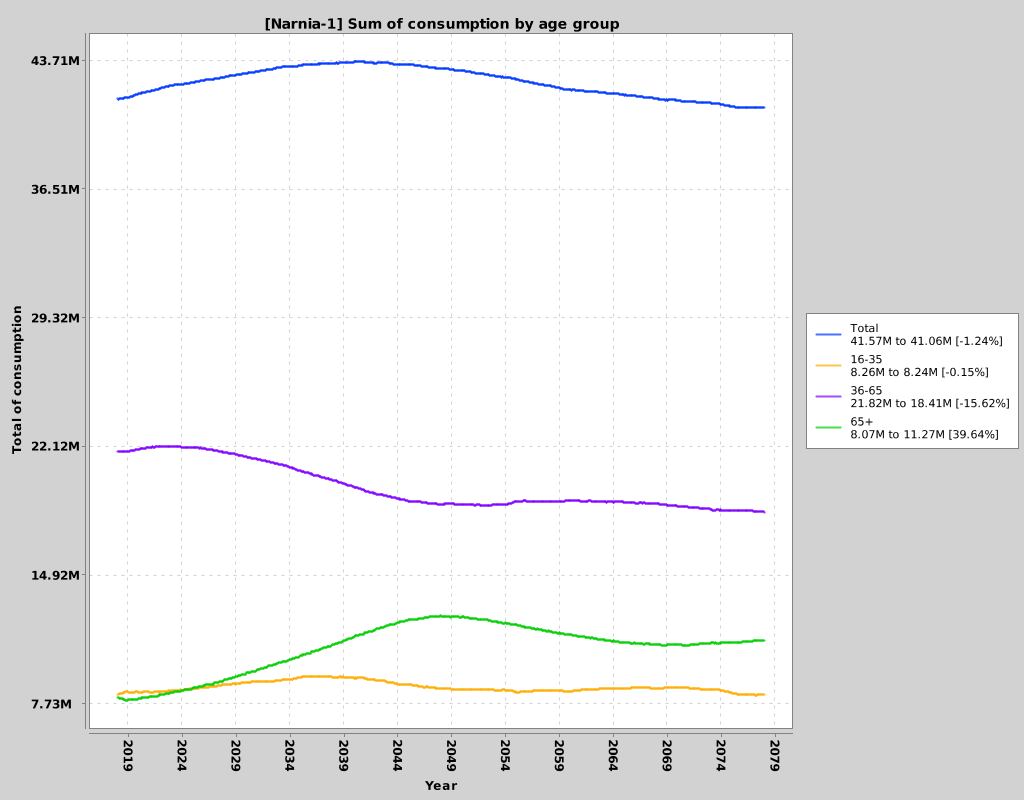 [Narnia-1] Sum of consumption by age group
43.71M
36.51M
29.32M
22.12M
14.92M
7.73M
Total of consumption
2019
2024
2029
2034
2039
2044
2049
2054
2059
2064
2069
2074
2079
Year
Total
41.57M to 41.06M [-1.24%]
16-35
8.26M to 8.24M [-0.15%]
36-65
21.82M to 18.41M [-15.62%]
65+
8.07M to 11.27M [39.64%]